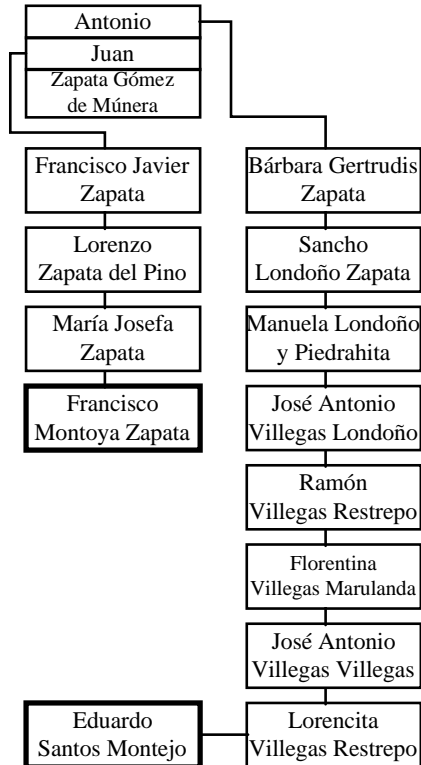 Antonio
Juan
Zapata Gómez
de Múnera
Francisco Javier
Zapata
Bárbara Gertrudis
Zapata
Lorenzo
Zapata del Pino
Sancho
Londoño Zapata
María Josefa
Zapata
Manuela Londoño
y Piedrahita
Francisco
Montoya Zapata
José Antonio
Villegas Londoño
Ramón
Villegas Restrepo
Florentina
Villegas Marulanda
José Antonio
Villegas Villegas
Eduardo
Santos Montejo
Lorencita
Villegas Restrepo